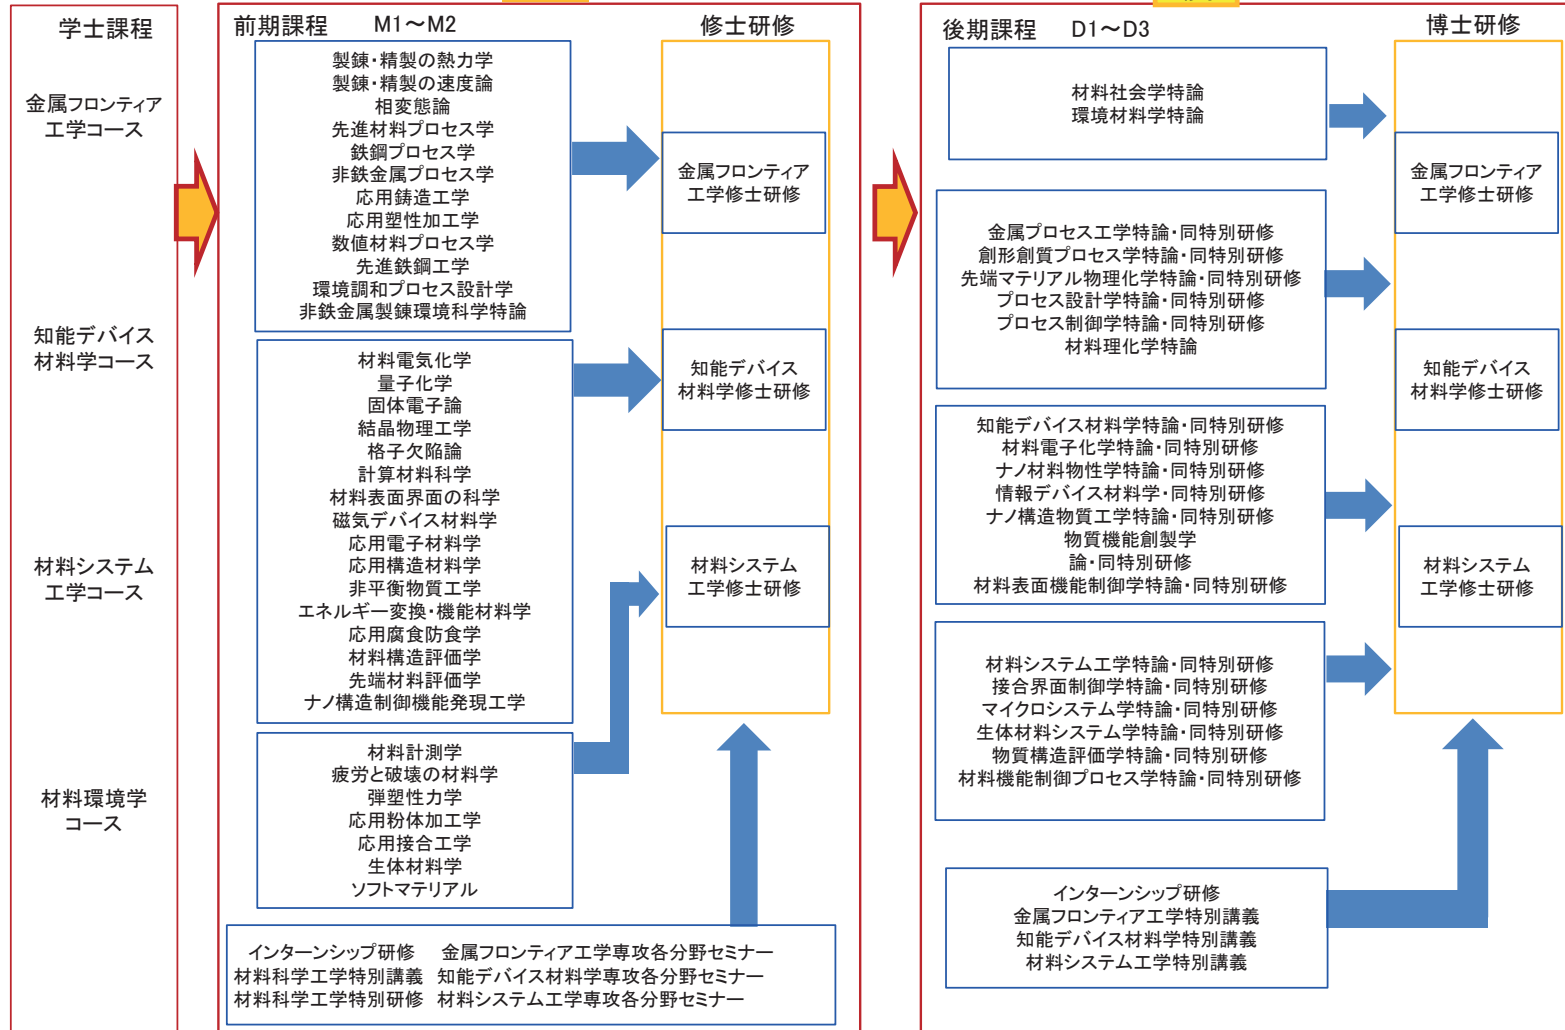 学士課程
金属フロンティア
工学コース
知能デバイス
材料学コース
材料システム
工学コース
材料環境学
コース
前期課程 M1～M2
修士研修
製錬・精製の熱力学
製錬・精製の速度論
相変態論
先進材料プロセス学
鉄鋼プロセス学
非鉄金属プロセス学
応用鋳造工学
応用塑性加工学
数値材料プロセス学
先進鉄鋼工学
環境調和プロセス設計学
非鉄金属製錬環境科学特論
材料電気化学
量子化学
固体電子論
結晶物理工学
格子欠陥論
計算材料科学
材料表面界面の科学
磁気デバイス材料学
応用電子材料学
応用構造材料学
非平衡物質工学
エネルギー変換・機能材料学
応用腐食防食学
材料構造評価学
先端材料評価学
ナノ構造制御機能発現工学
材料計測学
疲労と破壊の材料学
弾塑性力学
応用粉体加工学
応用接合工学
生体材料学
ソフトマテリアル
金属フロンティア
工学修士研修
知能デバイス
材料学修士研修
材料システム
工学修士研修
インターンシップ研修 金属フロンティア工学専攻各分野セミナー
材料科学工学特別講義 知能デバイス材料学専攻各分野セミナー
材料科学工学特別研修 材料システム工学専攻各分野セミナー
後期課程 D1～D3
博士研修
材料社会学特論
環境材料学特論
金属プロセス工学特論・同特別研修
創形創質プロセス学特論・同特別研修
先端マテリアル物理化学特論・同特別研修
プロセス設計学特論・同特別研修
プロセス制御学特論・同特別研修
材料理化学特論
知能デバイス材料学特論・同特別研修
材料電子化学特論・同特別研修
ナノ材料物性学特論・同特別研修
情報デバイス材料学・同特別研修
ナノ構造物質工学特論・同特別研修
物質機能創製学
論・同特別研修
材料表面機能制御学特論・同特別研修
材料システム工学特論・同特別研修
接合界面制御学特論・同特別研修
マイクロシステム学特論・同特別研修
生体材料システム学特論・同特別研修
物質構造評価学特論・同特別研修
材料機能制御プロセス学特論・同特別研修
インターンシップ研修
金属フロンティア工学特別講義
知能デバイス材料学特別講義
材料システム工学特別講義
金属フロンティア
工学修士研修
知能デバイス
材料学修士研修
材料システム
工学修士研修